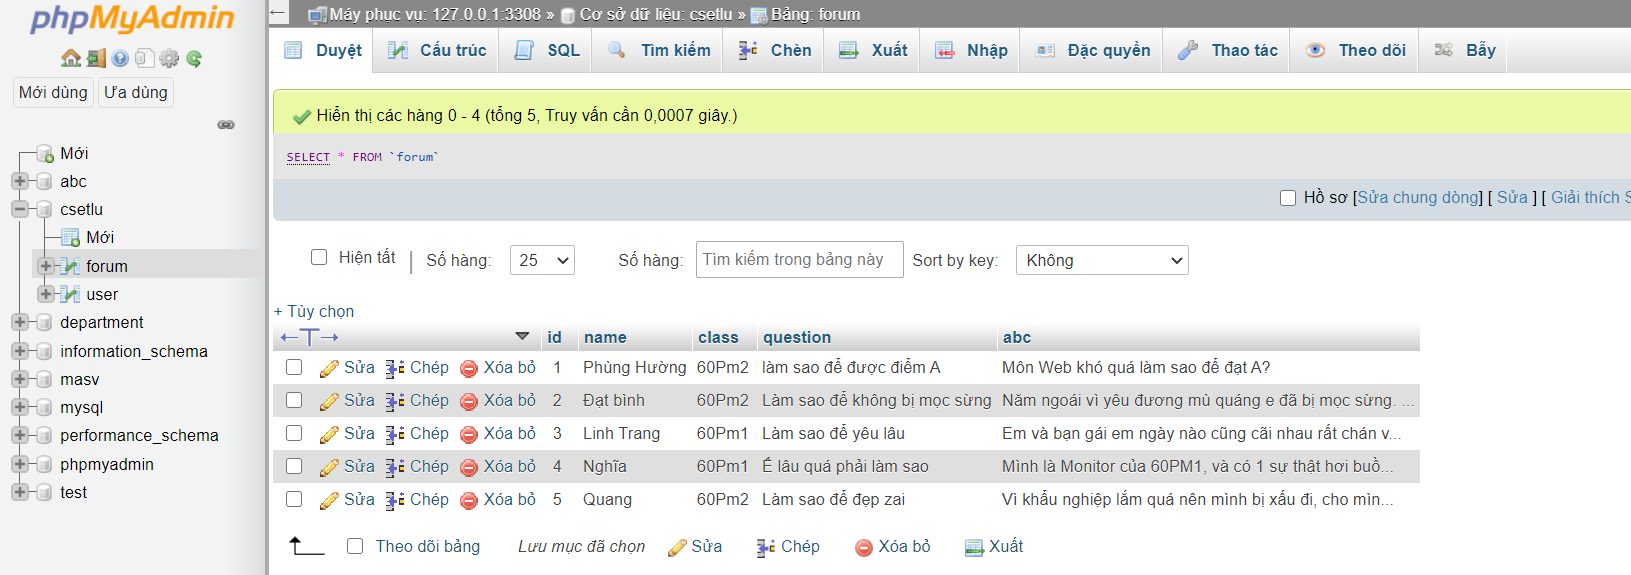 phpMyAdmin
Mới dùng Ưa dùng
Mới
abc
csetlu
Mới
forum
user
department
information_schema
masv
mysql
performance_schema
phpmyadmin
test
Máy phục vụ: 127.0.0.1:3308 » Cơ sở dữ liệu: csetlu » Bảng: forum
Duyệt Cấu trúc SQL Tìm kiếm Chèn Xuất Nhập Đặc quyền Thao tác Theo dõi Bẫy
Hiển thị các hàng 0 - 4 (tổng 5, Truy vấn cần 0,0007 giây.)
SELECT * FROM `forum`
Hồ sơ [Sửa chung dòng] [ Sửa ] [ Giải thích S
Hiện tất | Số hàng: 25 Số hàng: Tìm kiếm trong bảng này Sort by key: Không
+ Tùy chọn
←T→ id name class question abc
Sửa Chép Xóa bỏ 1 Phùng Hường 60Pm2 làm sao để được điểm A Môn Web khó quá làm sao để đạt A?
Sửa Chép Xóa bỏ 2 Đạt bình 60Pm2 Làm sao để không bị mọc sừng Năm ngoái vì yêu đương mù quáng e đã bị mọc sừng. ...
Sửa Chép Xóa bỏ 3 Linh Trang 60Pm1 Làm sao để yêu lâu Em và bạn gái em ngày nào cũng cãi nhau rất chán v...
Sửa Chép Xóa bỏ 4 Nghĩa 60Pm1 Ế lâu quá phải làm sao Mình là Monitor của 60PM1, và có 1 sự thật hơi buồ...
Sửa Chép Xóa bỏ 5 Quang 60Pm2 Làm sao để đẹp zai Vì khẩu nghiệp lắm quá nên mình bị xấu đi, cho mìn...
Theo dõi bảng Lưu mục đã chọn Sửa Chép Xóa bỏ Xuất